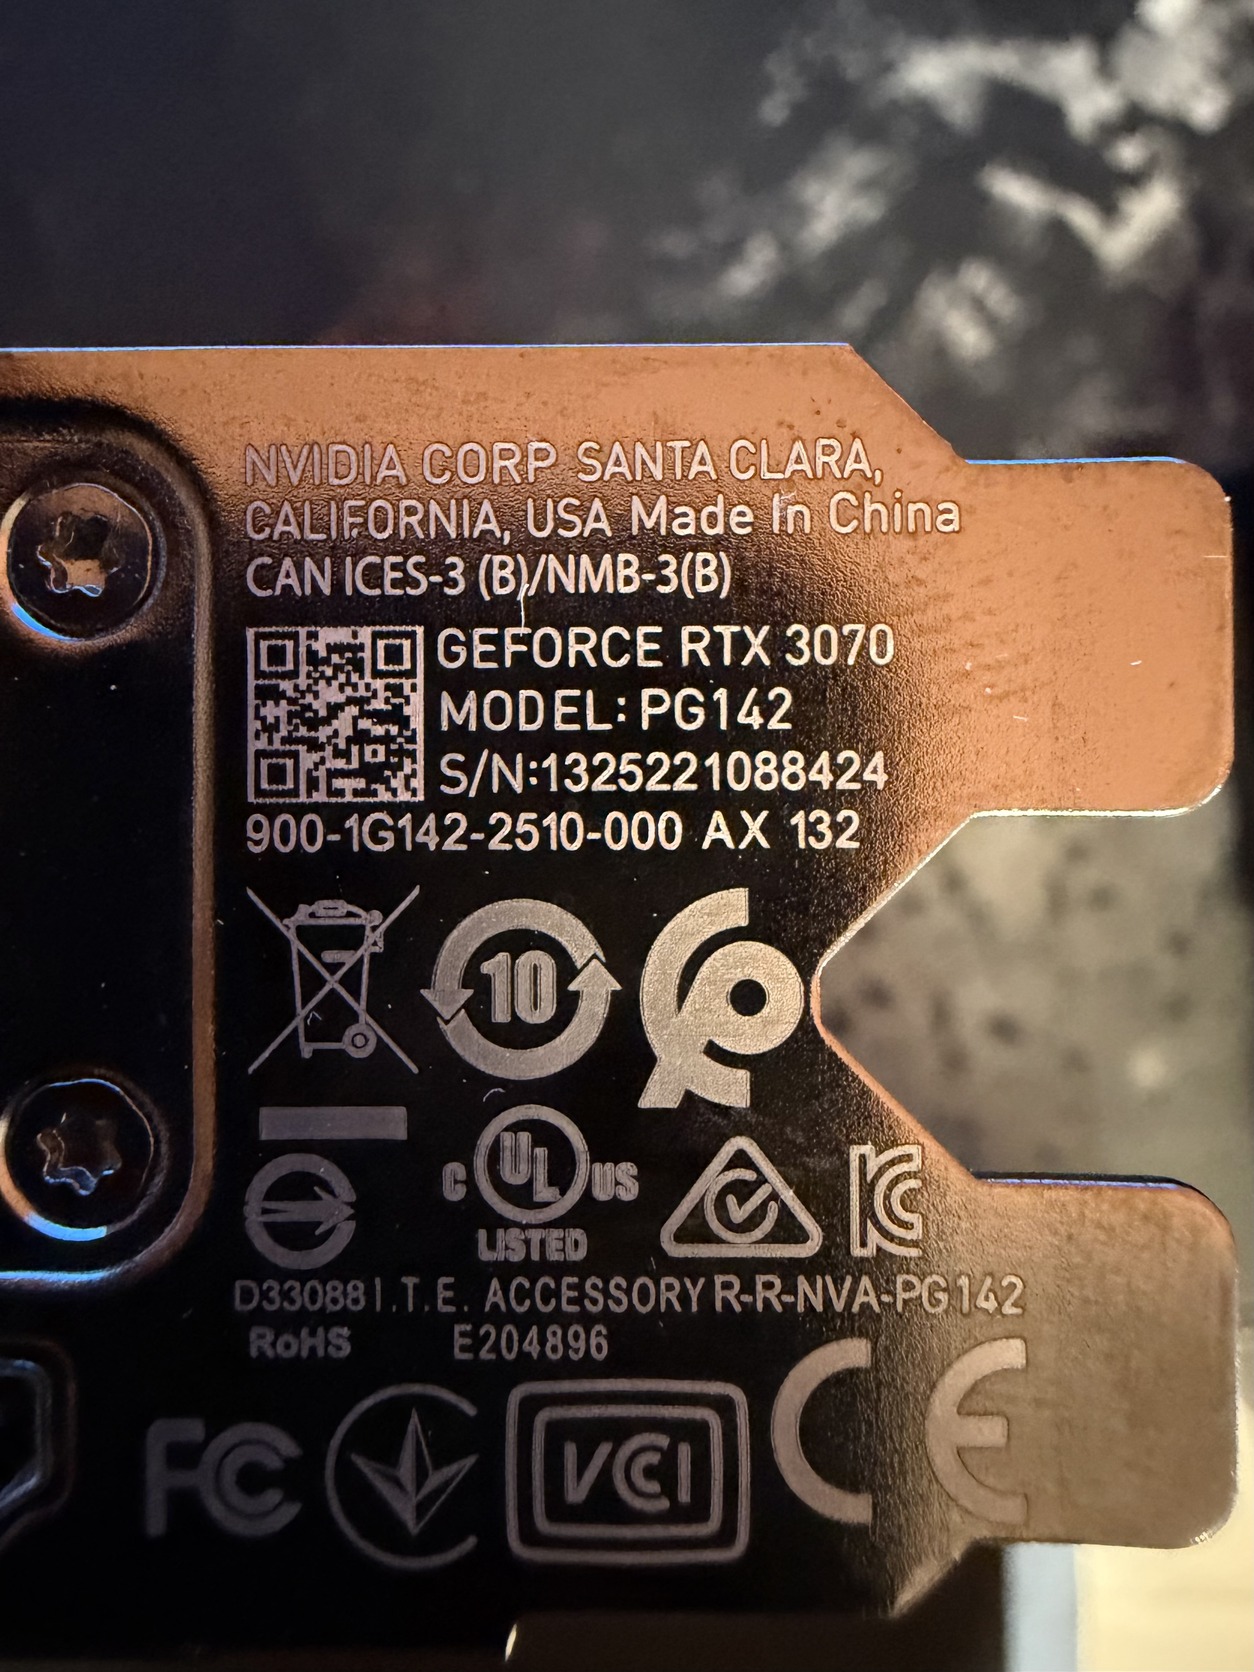 NVIDIA CORP SANTA CLARA,
CALIFORNIA, USA Made In China
CAN ICES-3 (B)/NMB-3(B)
GEFORCE RTX 3070
MODEL: PG142
S/N:1325221088424
900-1G142-2510-000 AX 132
10
C UL US
LISTED
KC
D33088 I.T.E. ACCESSORY R-R-NVA-PG142
RoHS E204896
FC VCCI CE